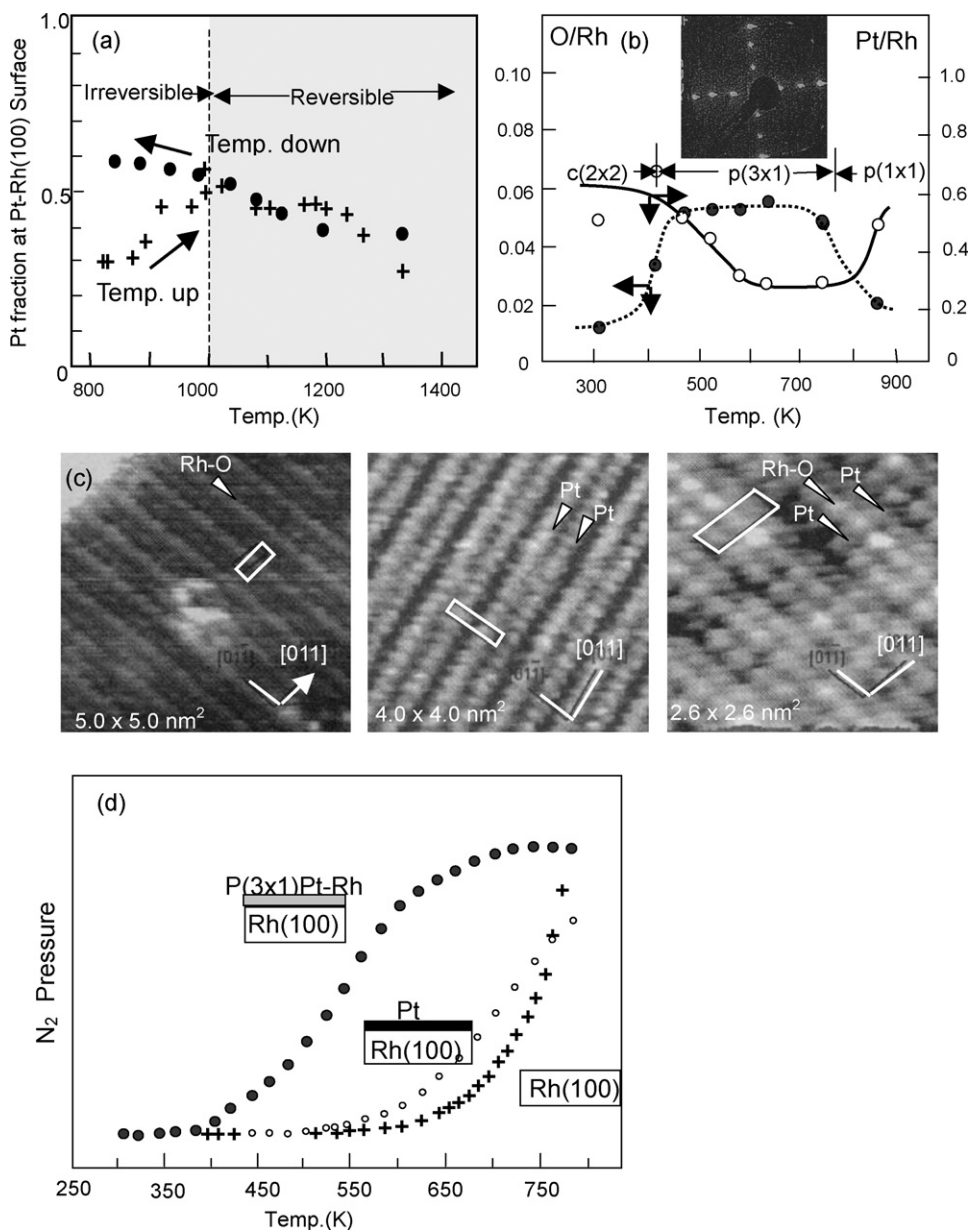 (a)
1.0
0.5
0
Pt fraction at Pt-Rh(100) Surface
Irreversible
Reversible
Temp. down
Temp. up
800 1000 1200 1400
Temp.(K)
O/Rh (b) Pt/Rh
0.10
0.08
0.06
0.04
0.02
0
1.0
0.8
0.6
0.4
0.2
0
c(2x2) p(3x1) p(1x1)
300 500 700 900
Temp. (K)
(c)
Rh-O
[011̄]
[011]
5.0 x 5.0 nm²
Pt
Pt
[011̄]
[011]
4.0 x 4.0 nm²
Rh-O
Pt
Pt
[011̄]
[011]
2.6 x 2.6 nm²
(d)
P(3x1)Pt-Rh
Rh(100)
Pt
Rh(100)
Rh(100)
N₂ Pressure
250 350 450 550 650 750
Temp.(K)